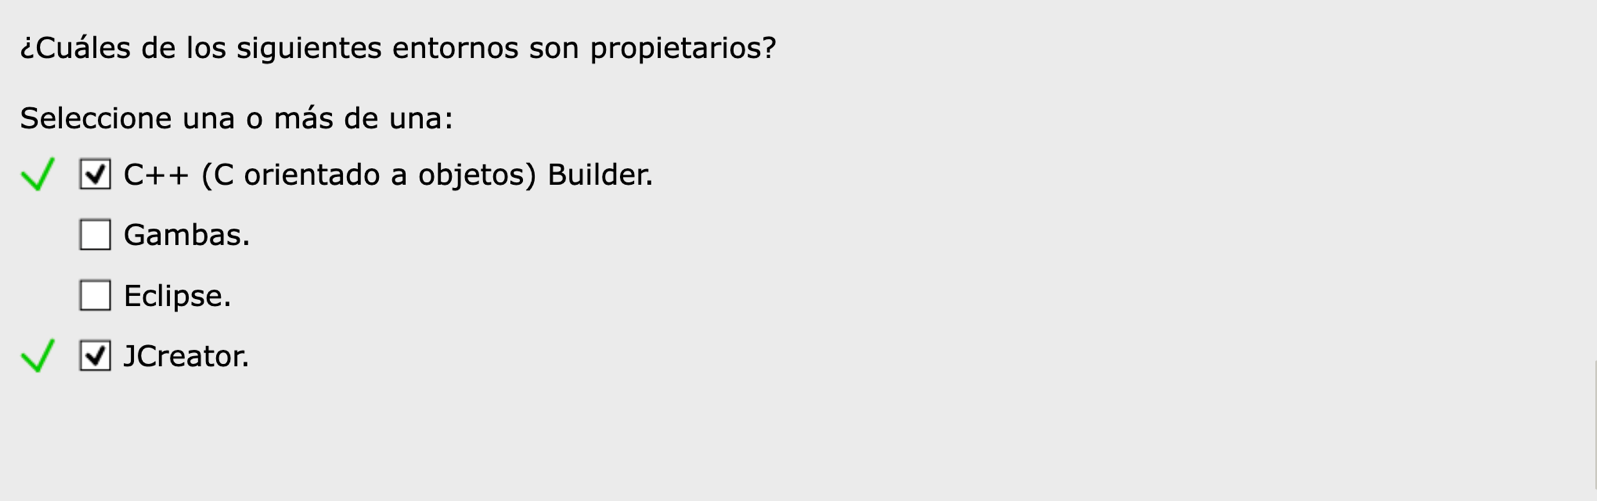 ¿Cuáles de los siguientes entornos son propietarios?
Seleccione una o más de una:
C++ (C orientado a objetos) Builder.
Gambas.
Eclipse.
JCreator.